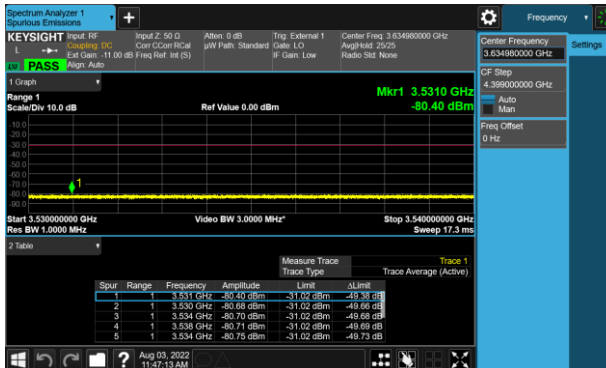 Spectrum Analyzer 1
Spurious Emissions
Frequency
KEYSIGHT
Input: RF
Coupling: DC
Ext Gain: -11.00 dB
Align: Auto
Input Z: 50 Ω
Corr CCorr RCal
Freq Ref: Int (S)
Atten: 0 dB
µW Path: Standard
Trig: External 1
Gate: LO
IF Gain: Low
Center Freq: 3.634980000 GHz
Avg|Hold: 25/25
Radio Std: None
L
PASS
Center Frequency
3.634980000 GHz
Settings
CF Step
4.399000000 GHz
Auto
Man
Freq Offset
0 Hz
1 Graph
Range 1
Scale/Div 10.0 dB
Ref Value 0.00 dBm
Mkr1 3.5310 GHz
-80.40 dBm
-10.0
-20.0
-30.0
-40.0
-50.0
-60.0
-70.0
-80.0
-90.0
1
Start 3.530000000 GHz
Video BW 3.0000 MHz*
Stop 3.540000000 GHz
Res BW 1.0000 MHz
Sweep 17.3 ms
2 Table
Measure Trace Trace 1
Trace Type Trace Average (Active)
Spur Range Frequency Amplitude Limit ΔLimit
1 1 3.531 GHz -80.40 dBm -31.02 dBm -49.38 dB
2 1 3.530 GHz -80.68 dBm -31.02 dBm -49.66 dB
3 1 3.534 GHz -80.70 dBm -31.02 dBm -49.68 dB
4 1 3.538 GHz -80.71 dBm -31.02 dBm -49.69 dB
5 1 3.534 GHz -80.75 dBm -31.02 dBm -49.73 dB
?
Aug 03, 2022
11:47:13 AM